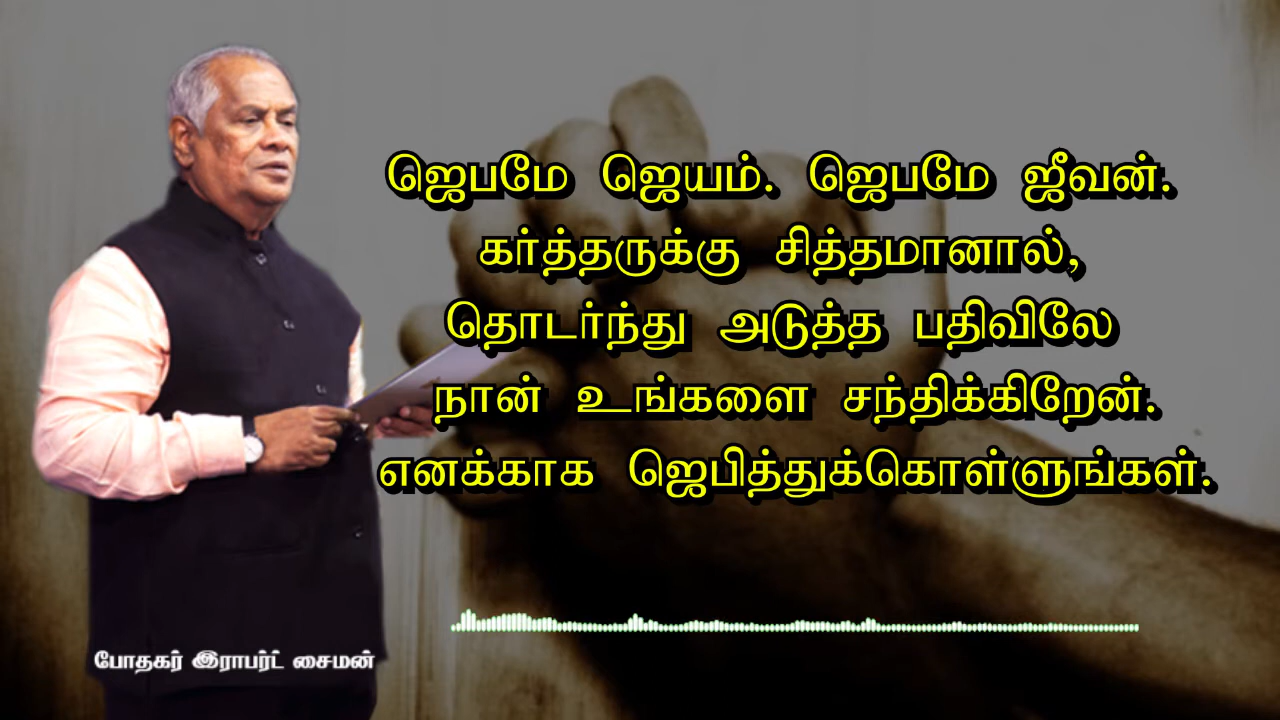 ஜெபமே ஜெயம். ஜெபமே ஜீவன்.
கர்த்தருக்கு சித்தமானால்,
தொடர்ந்து அடுத்த பதிவிலே
நான் உங்களை சந்திக்கிறேன்.
எனக்காக ஜெபித்துக்கொள்ளுங்கள்.
போதகர் இராபர்ட் சைமன்